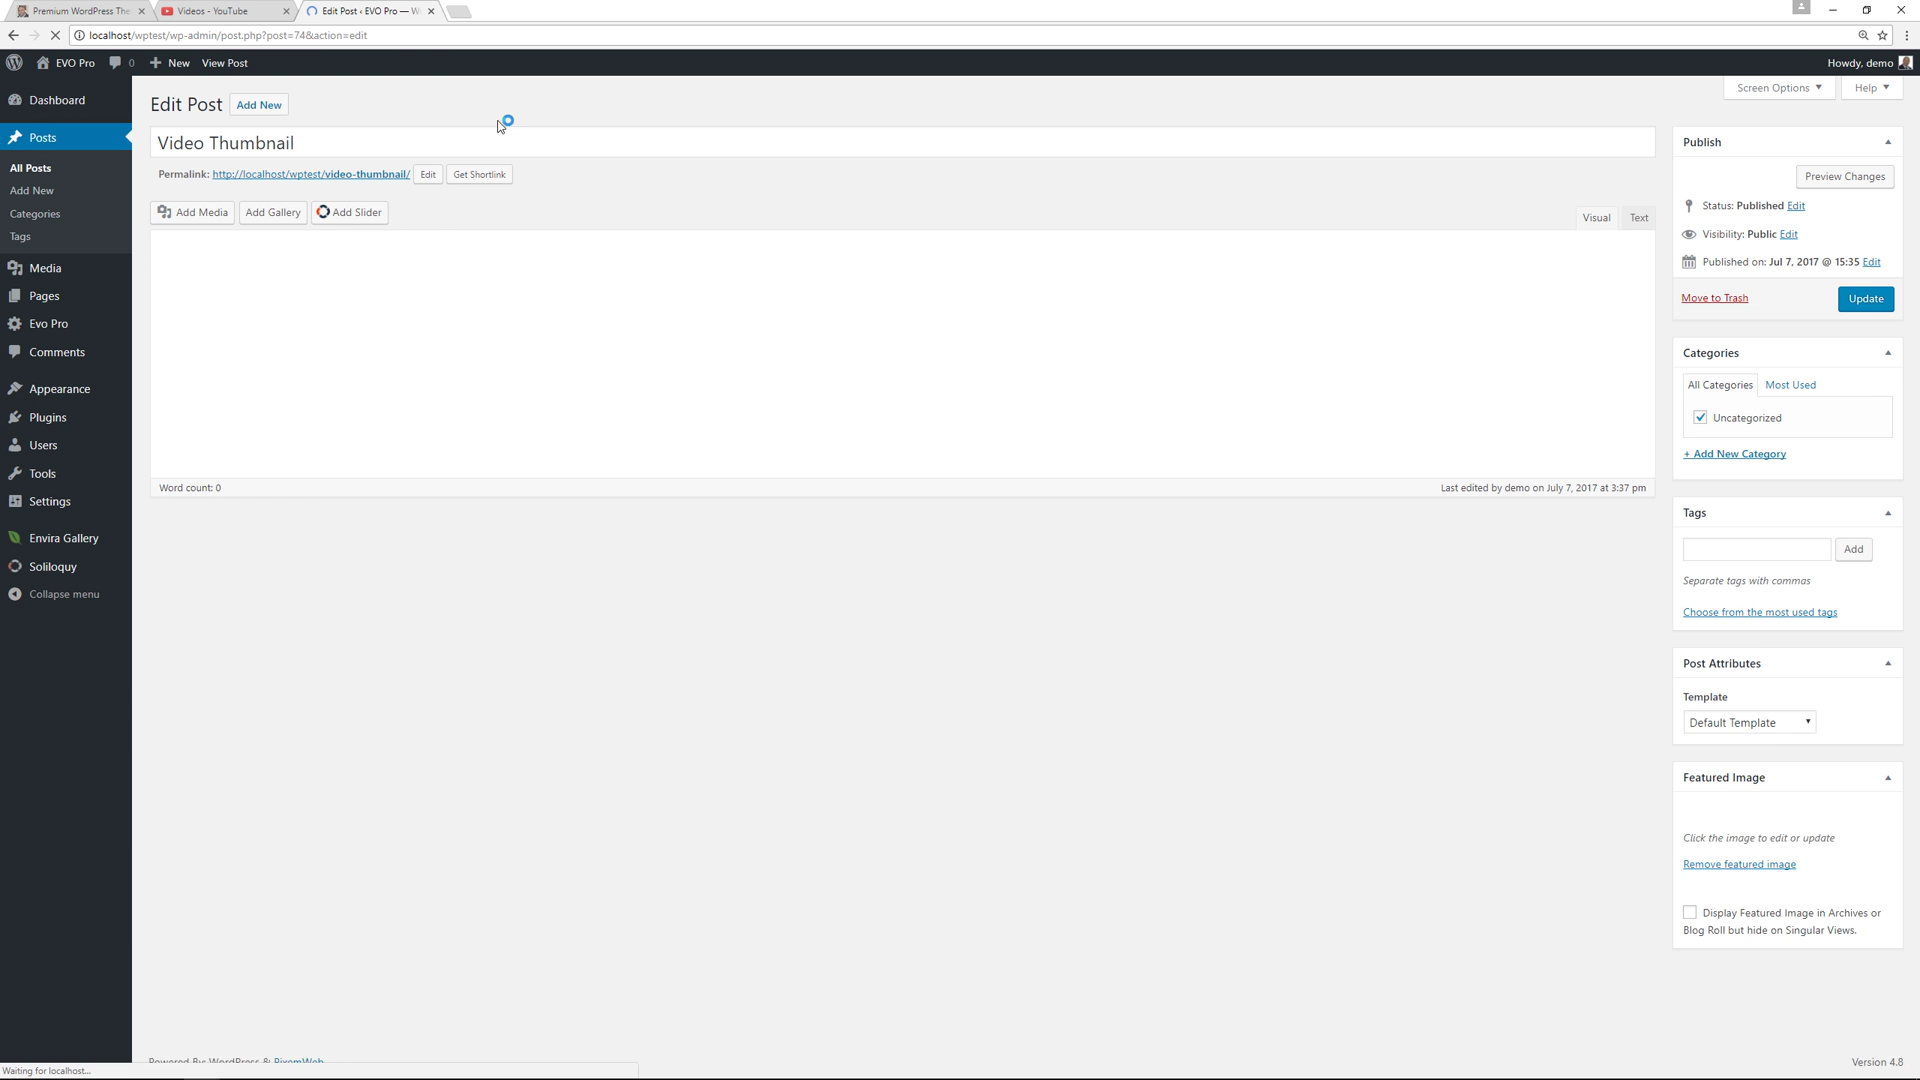 Premium WordPress The
Videos - YouTube
Edit Post ‹ EVO Pro — W
localhost/wptest/wp-admin/post.php?post=74&action=edit
EVO Pro
0
New
View Post
Howdy, demo
Dashboard
Posts
All Posts
Add New
Categories
Tags
Media
Pages
Evo Pro
Comments
Appearance
Plugins
Users
Tools
Settings
Envira Gallery
Soliloquy
Collapse menu
Screen Options
Help
Edit Post
Add New
Video Thumbnail
Permalink: http://localhost/wptest/video-thumbnail/ Edit Get Shortlink
Add Media
Add Gallery
Add Slider
Visual
Text
Word count: 0
Last edited by demo on July 7, 2017 at 3:37 pm
Publish
Preview Changes
Status: Published Edit
Visibility: Public Edit
Published on: Jul 7, 2017 @ 15:35 Edit
Move to Trash
Update
Categories
All Categories
Most Used
Uncategorized
+ Add New Category
Tags
Add
Separate tags with commas
Choose from the most used tags
Post Attributes
Template
Default Template
Featured Image
Click the image to edit or update
Remove featured image
Display Featured Image in Archives or
Blog Roll but hide on Singular Views.
Powered By: WordPress & PixemWeb
Version 4.8
Waiting for localhost...